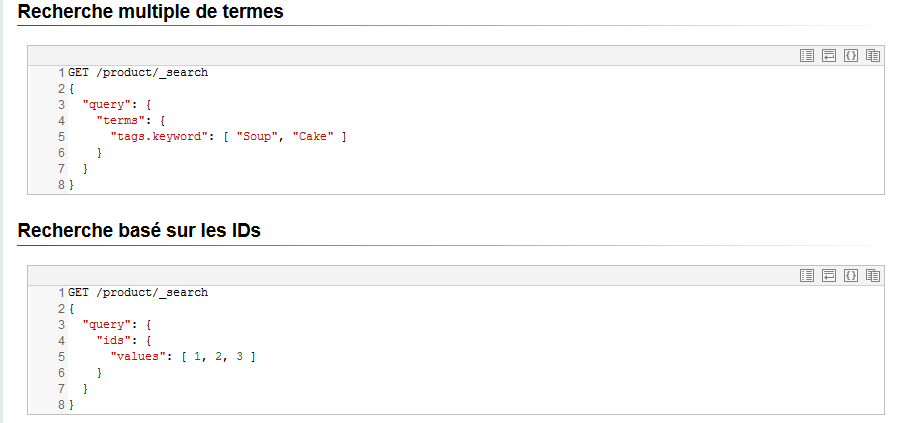 Recherche multiple de termes
1 GET /product/_search
2 {
3   "query": {
4     "terms": {
5       "tags.keyword": [ "Soup", "Cake" ]
6     }
7   }
8 }
Recherche basé sur les IDs
1 GET /product/_search
2 {
3   "query": {
4     "ids": {
5       "values": [ 1, 2, 3 ]
6     }
7   }
8 }